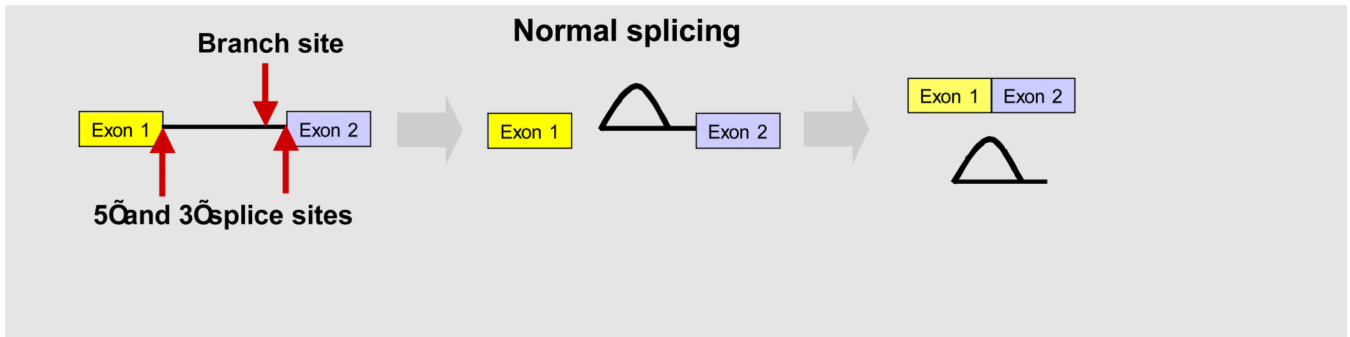 Normal splicing
Branch site
Exon 1
Exon 2
Exon 1
Exon 2
Exon 1
Exon 2
5Õand 3Õsplice sites